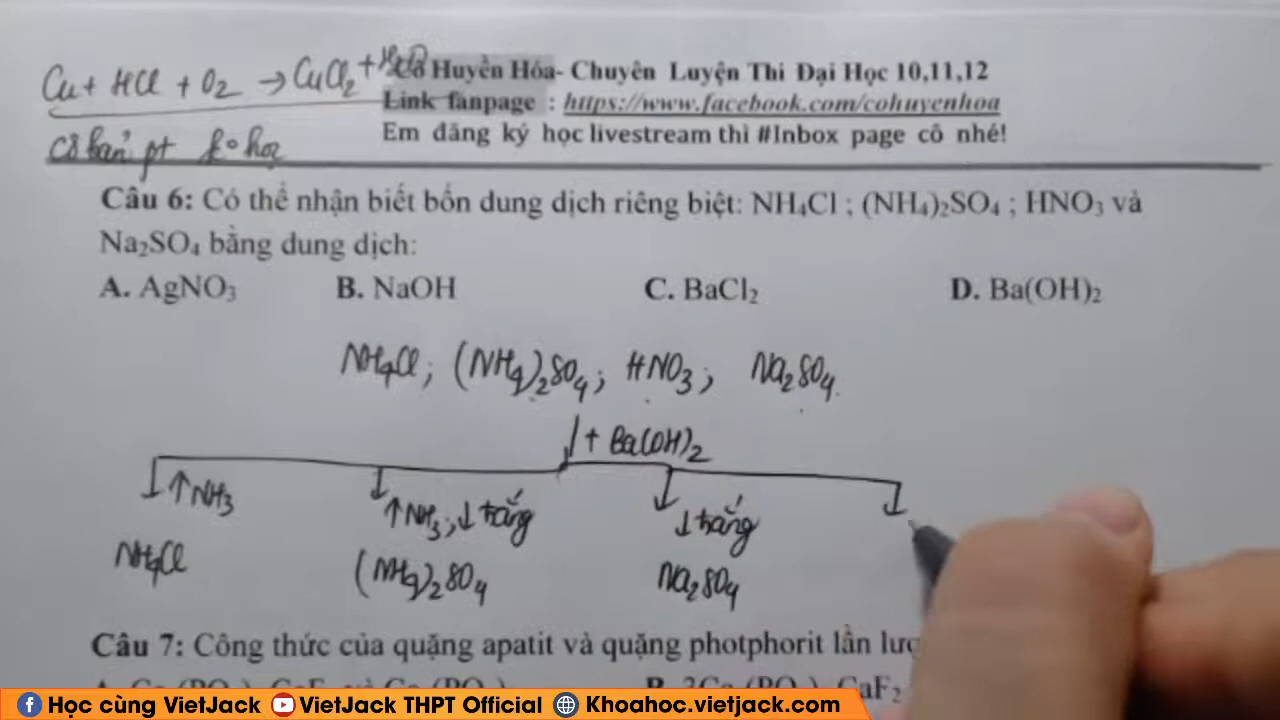 Cu + HCl + O₂ → CuCl₂ + H₂O
Cô Huyền Hóa- Chuyên Luyện Thi Đại Học 10,11,12
Link fanpage : https://www.facebook.com/cohuyenhoa
Em đăng ký học livestream thì #Inbox page cô nhé!
cơ bản pt
Câu 6: Có thể nhận biết bốn dung dịch riêng biệt: NH₄Cl ; (NH₄)₂SO₄ ; HNO₃ và
Na₂SO₄ bằng dung dịch:
A. AgNO₃ B. NaOH C. BaCl₂ D. Ba(OH)₂
NH₄Cl; (NH₄)₂SO₄; HNO₃; Na₂SO₄.
↓ + Ba(OH)₂
↑NH₃ ↑NH₃, ↓ trắng ↓ trắng
NH₄Cl (NH₄)₂SO₄ Na₂SO₄
Câu 7: Công thức của quặng apatit và quặng photphorit lần
CaF₂
Học cùng VietJack VietJack THPT Official Khoahoc.vietjack.com